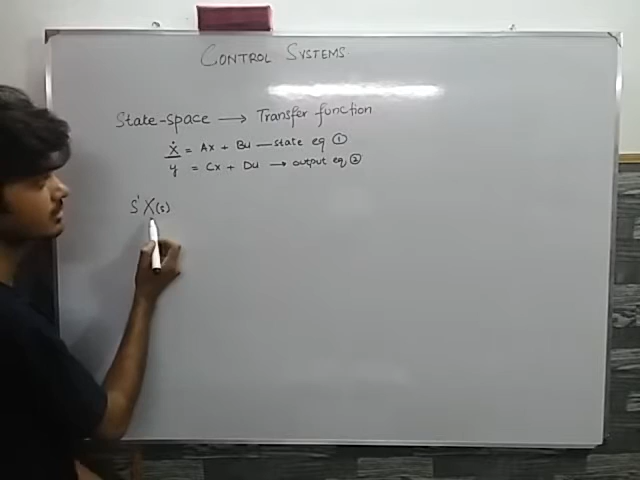 CONTROL SYSTEMS
State-space → Transfer function
ẋ = Ax + Bu — state eq ①
y = Cx + Du → output eq ②
S' X(s)